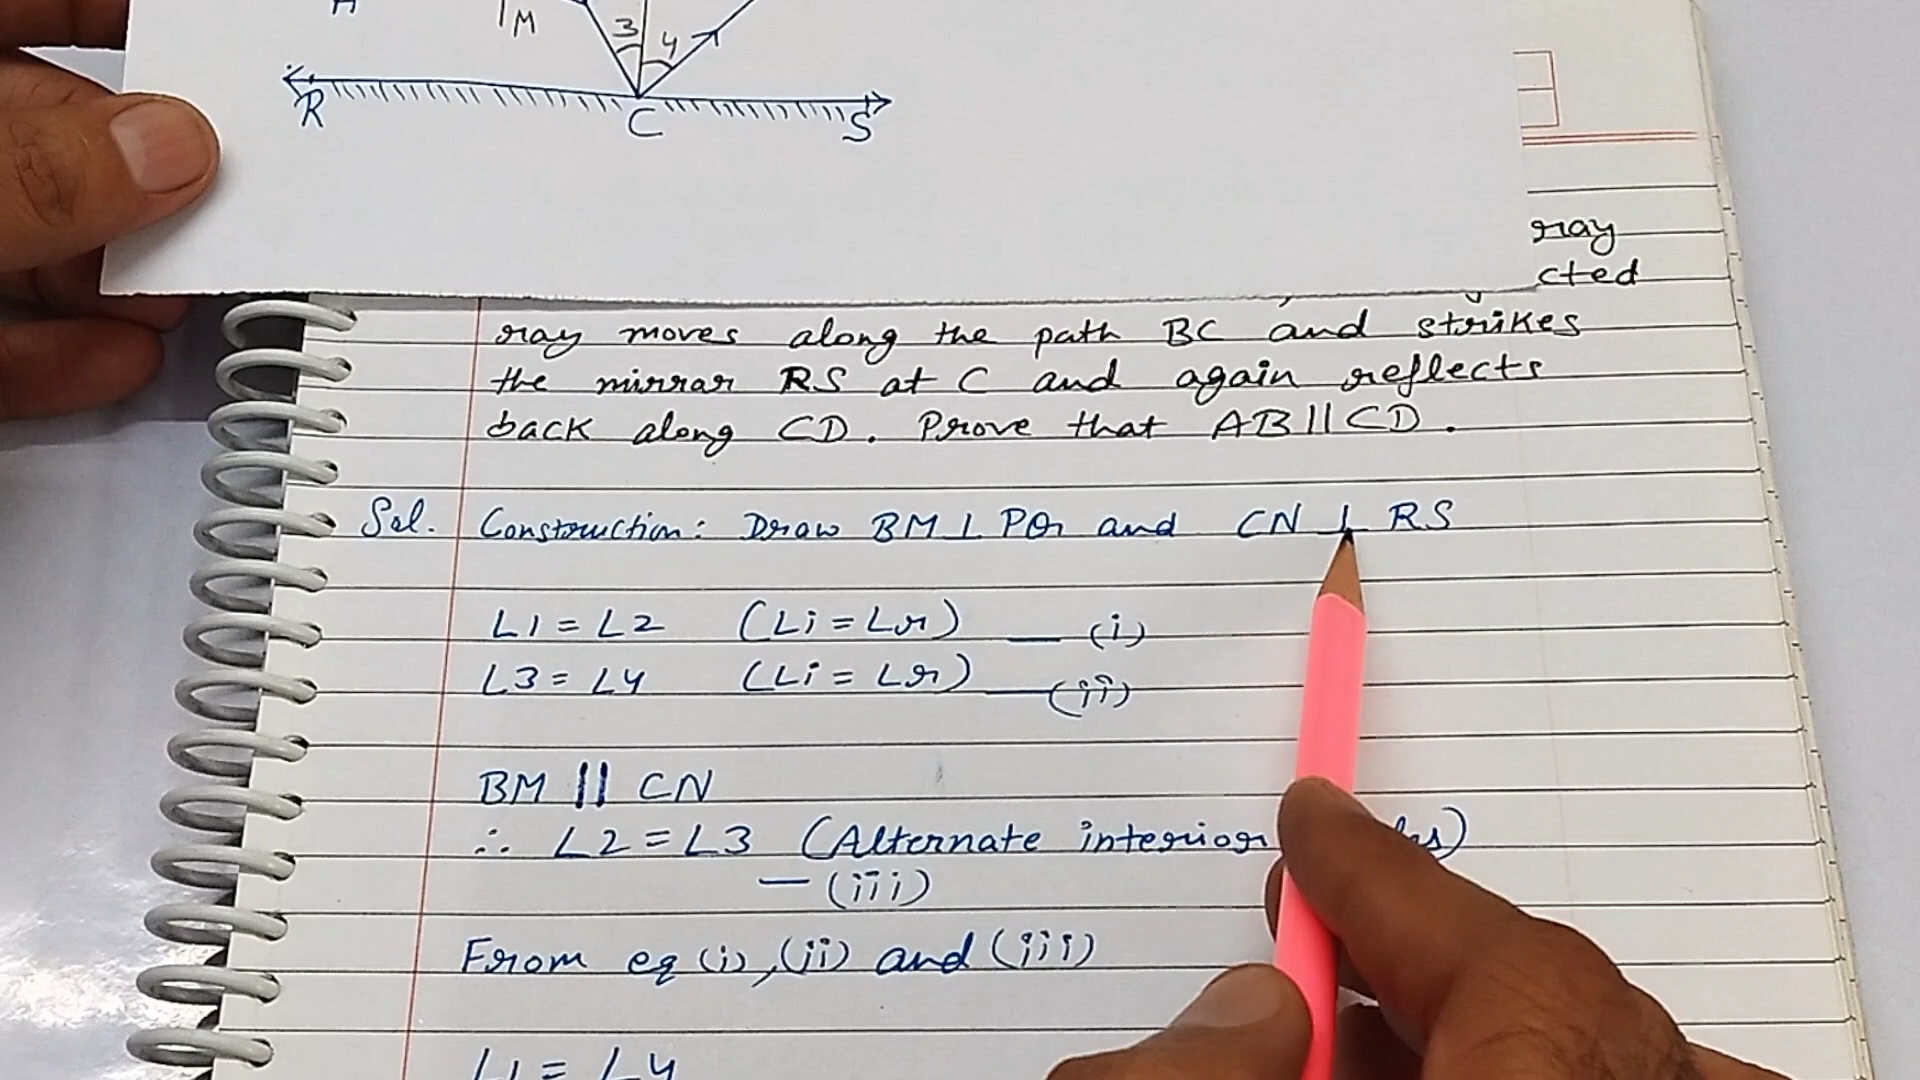 M
3 4
R C S
ray
cted
ray moves along the path BC and strikes
the mirrar RS at C and again reflects
back along CD. Prove that AB||CD.
Sol. Construction: Draw BM ⊥ PQ and CN ⊥ RS
∠1 = ∠2 (∠i = ∠r) — (i)
∠3 = ∠4 (∠i = ∠r) — (ii)
BM || CN
∴ ∠2 = ∠3 (Alternate interior
— (iii)
From eq (i), (ii) and (iii)
∠1 = ∠4